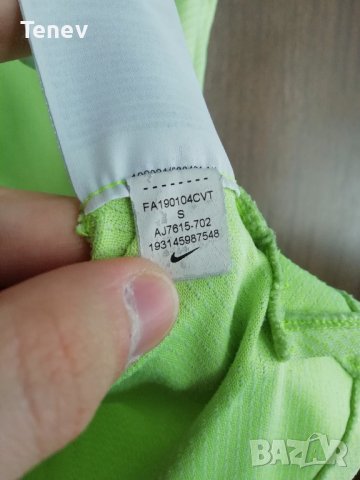 Tenev
FA190104CVT
S
AJ7615-702
193145987548
BAZAR